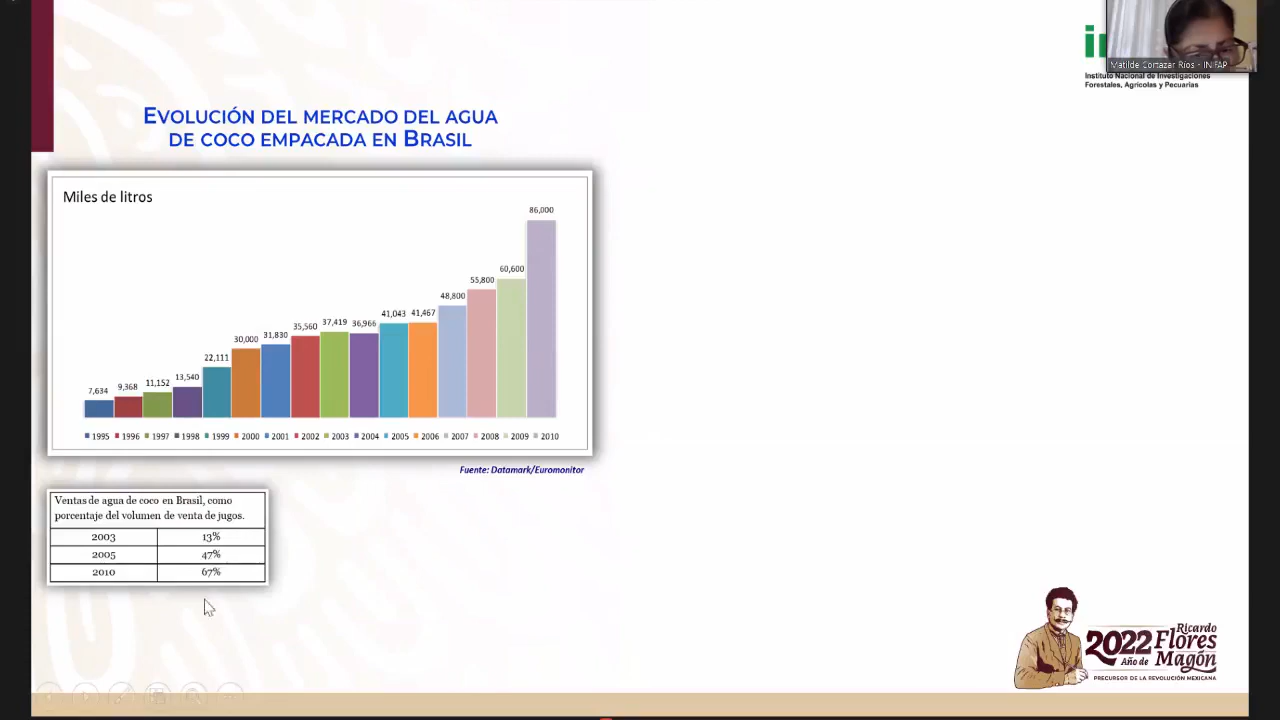 Matilde Cortazar Ríos - INIFAP
Instituto Nacional de Investigaciones
Forestales, Agrícolas y Pecuarias
EVOLUCIÓN DEL MERCADO DEL AGUA
DE COCO EMPACADA EN BRASIL
Miles de litros
86,000
60,600
55,800
48,800
41,043 41,467
37,419 36,966
35,560
30,000 31,830
22,111
13,540
11,152
9,368
7,634
1995 1996 1997 1998 1999 2000 2001 2002 2003 2004 2005 2006 2007 2008 2009 2010
Fuente: Datamark/Euromonitor
Ventas de agua de coco en Brasil, como
porcentaje del volumen de venta de jugos.
2003 13%
2005 47%
2010 67%
2022 Ricardo
Año de Flores
Magón
PRECURSOR DE LA REVOLUCIÓN MEXICANA